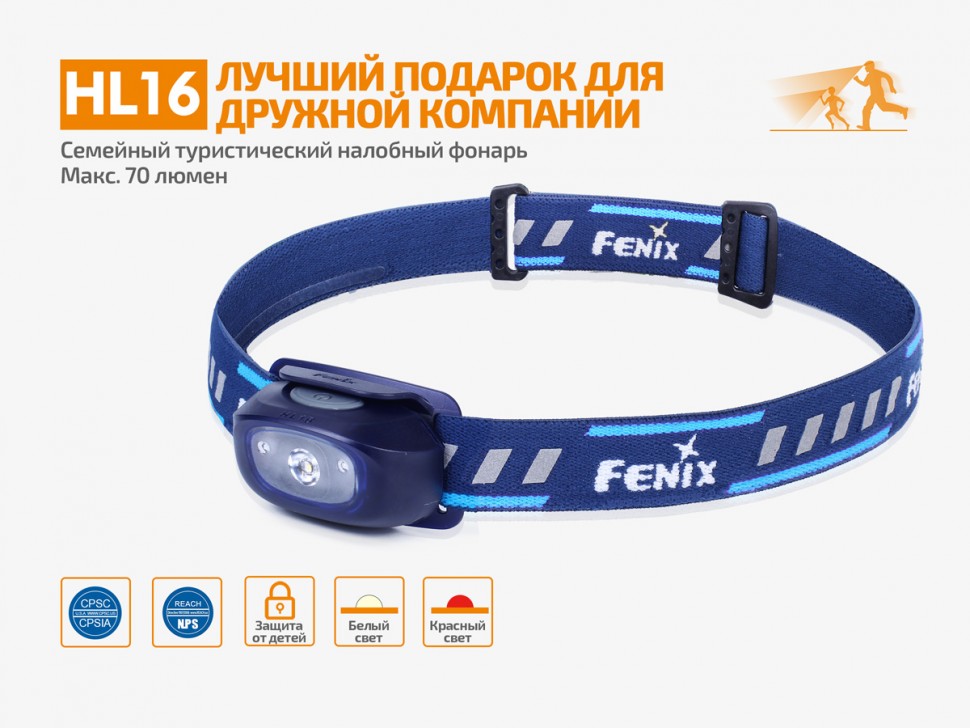 HL16
ЛУЧШИЙ ПОДАРОК ДЛЯ
ДРУЖНОЙ КОМПАНИИ
Семейный туристический налобный фонарь
Макс. 70 люмен
FENIX
FENIX
FENIX
CPSC
CPSIA
REACH
N.P.S
Защита
от детей
Белый
свет
Красный
свет